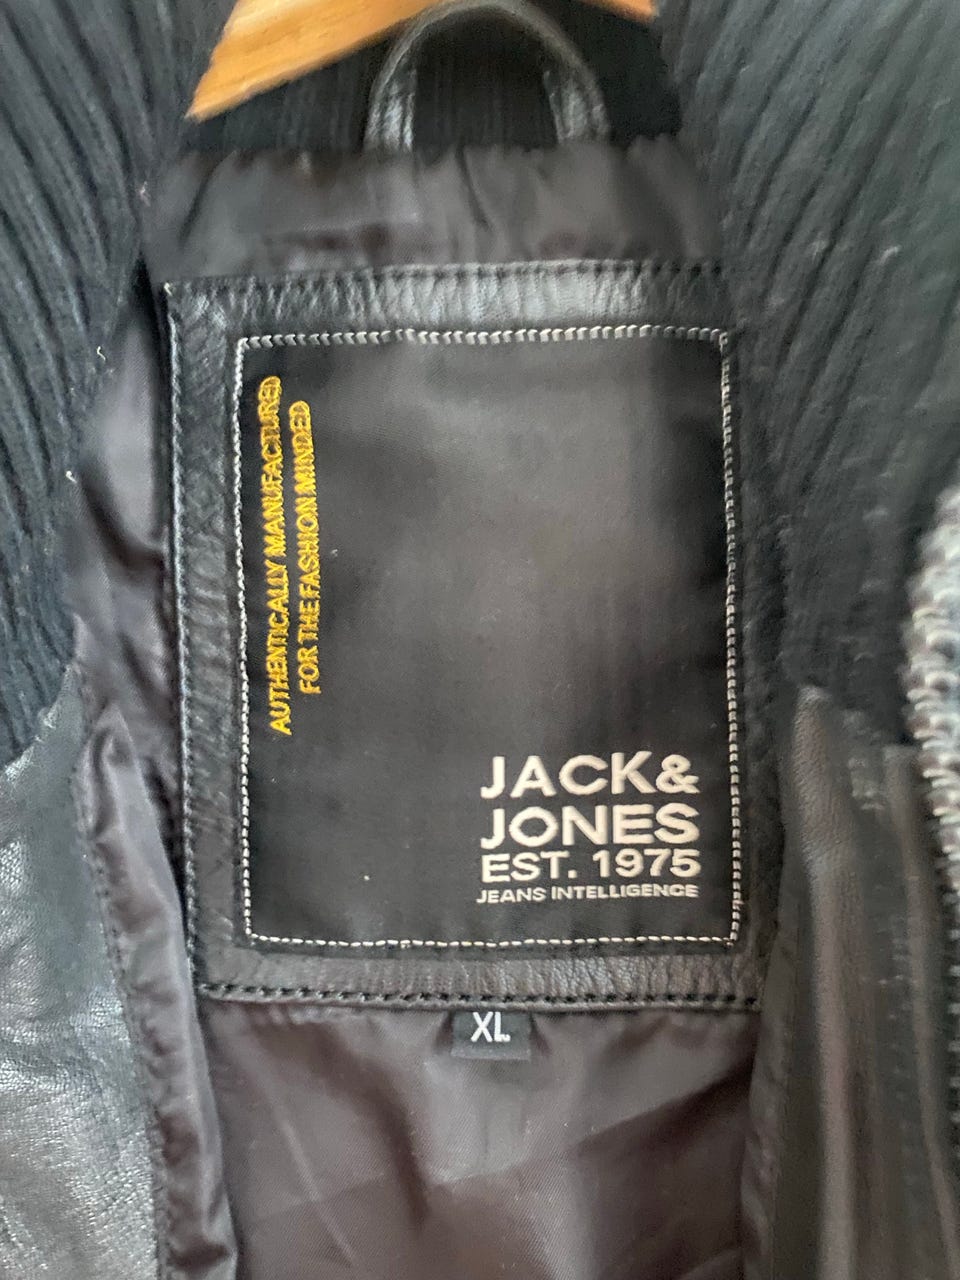 AUTHENTICALLY MANUFACTURED
FOR THE FASHION MINDED
JACK&
JONES
EST. 1975
JEANS INTELLIGENCE
XL